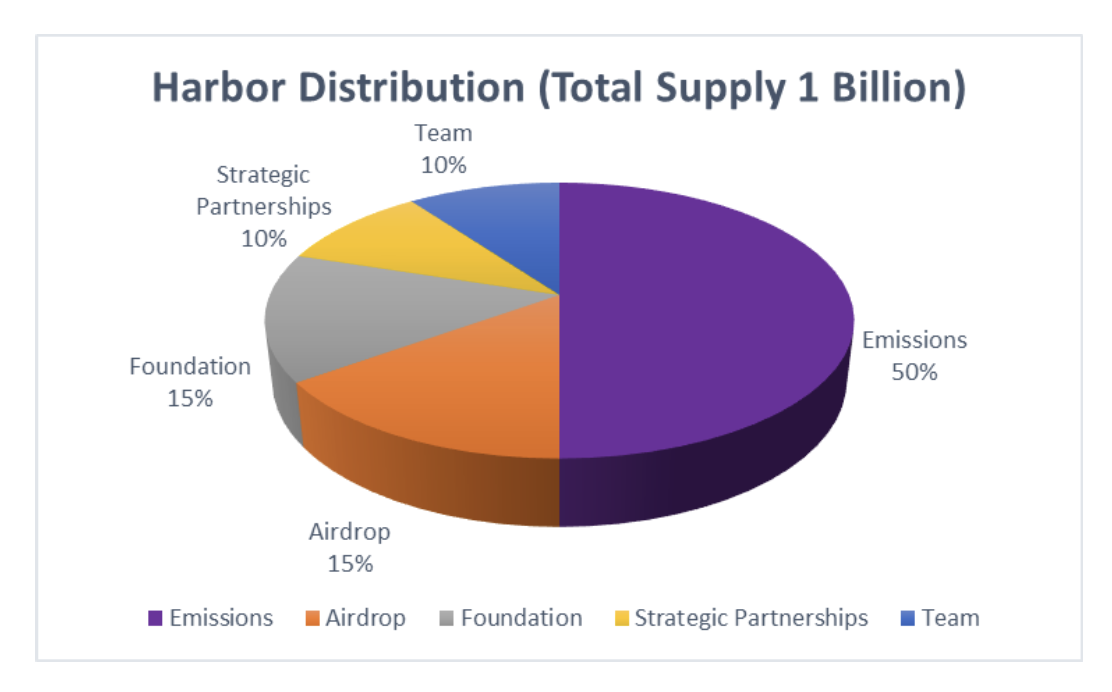 Harbor Distribution (Total Supply 1 Billion)
Team
10%
Strategic
Partnerships
10%
Emissions
50%
Foundation
15%
Airdrop
15%
Emissions
Airdrop
Foundation
Strategic Partnerships
Team